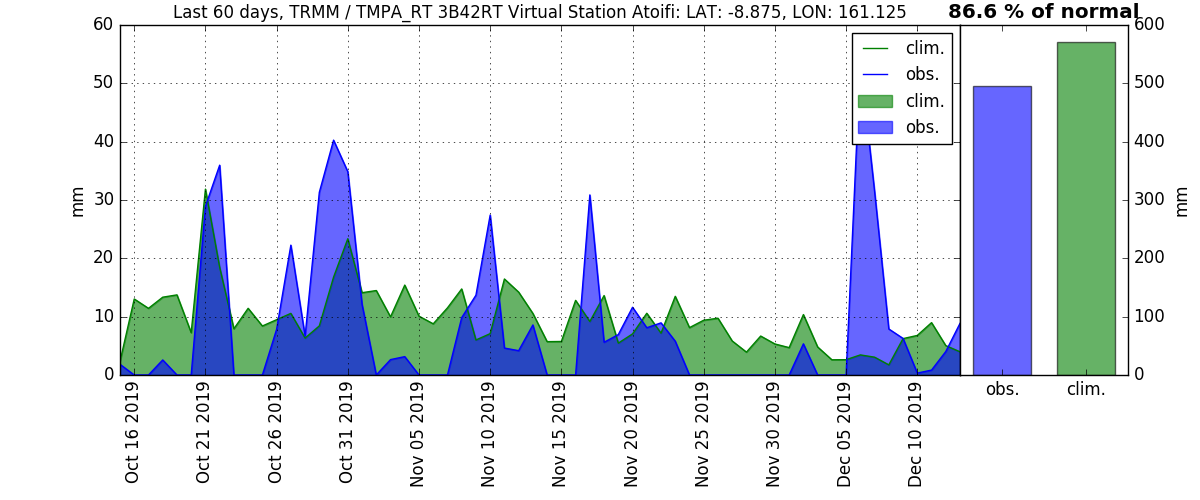 Last 60 days, TRMM / TMPA_RT 3B42RT Virtual Station Atoifi: LAT: -8.875, LON: 161.125
86.6 % of normal
60
50
40
30
20
10
0
mm
clim.
obs.
clim.
obs.
Oct 16 2019
Oct 21 2019
Oct 26 2019
Oct 31 2019
Nov 05 2019
Nov 10 2019
Nov 15 2019
Nov 20 2019
Nov 25 2019
Nov 30 2019
Dec 05 2019
Dec 10 2019
600
500
400
300
200
100
0
mm
obs.
clim.